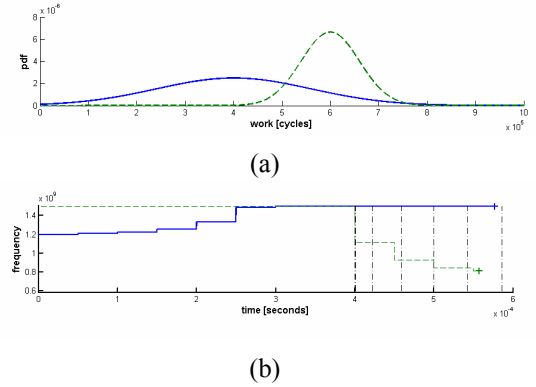 x 10^-6
8
6
4
2
0
pdf
0 1 2 3 4 5 6 7 8 9 10
work [cycles]
x 10^5
(a)
x 10^9
1.4
1.2
1
0.8
0.6
frequency
0 1 2 3 4 5 6
time [seconds]
x 10^-4
(b)